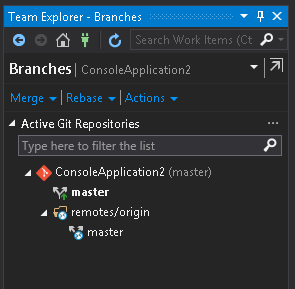 Team Explorer - Branches
Search Work Items (Ct
Branches | ConsoleApplication2
Merge Rebase Actions
Active Git Repositories ...
Type here to filter the list
ConsoleApplication2 (master)
master
remotes/origin
master